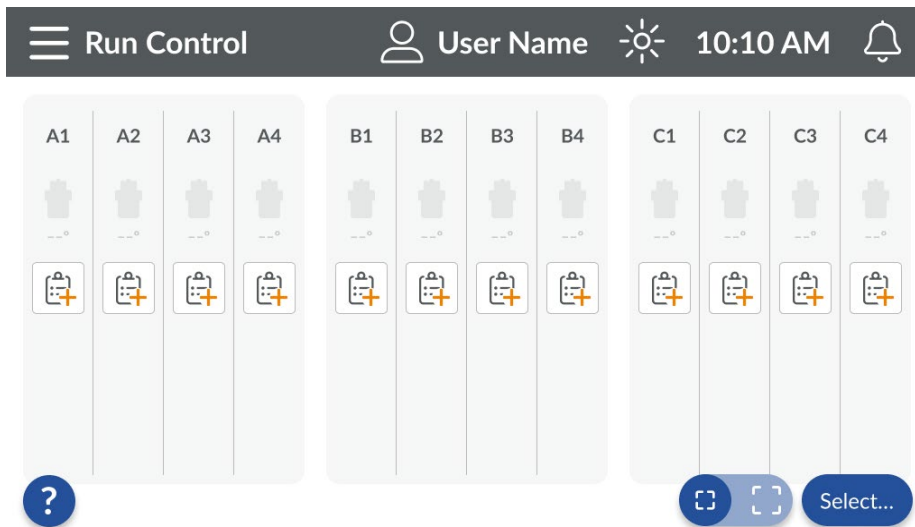 Run Control User Name 10:10 AM
A1 A2 A3 A4 B1 B2 B3 B4 C1 C2 C3 C4
--° --° --° --° --° --° --° --° --° --° --° --°
? Select...